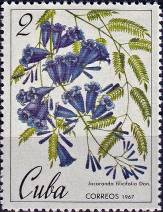 2
Jacaranda filicifolia Don.
CORREOS 1967
Cuba